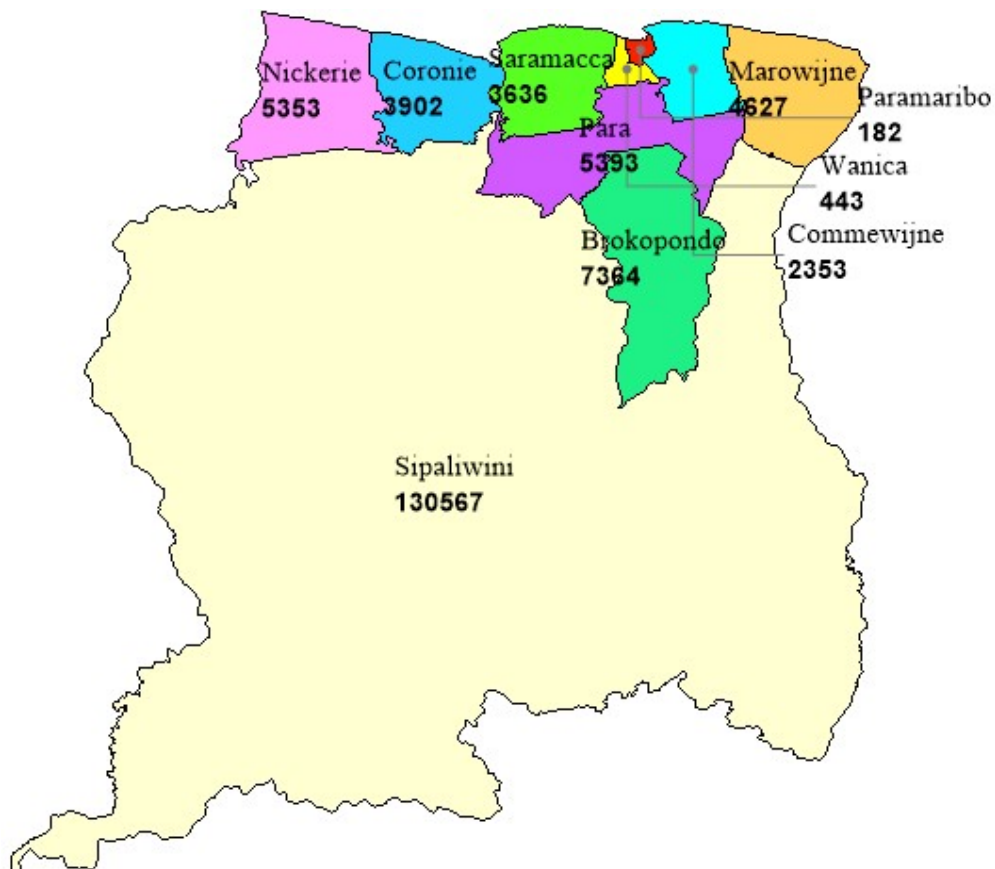 Nickerie
5353
Coronie
3902
Saramacca
3636
Marowijne
4627
Paramaribo
182
Para
5393
Wanica
443
Commewijne
2353
Brokopondo
7364
Sipaliwini
130567